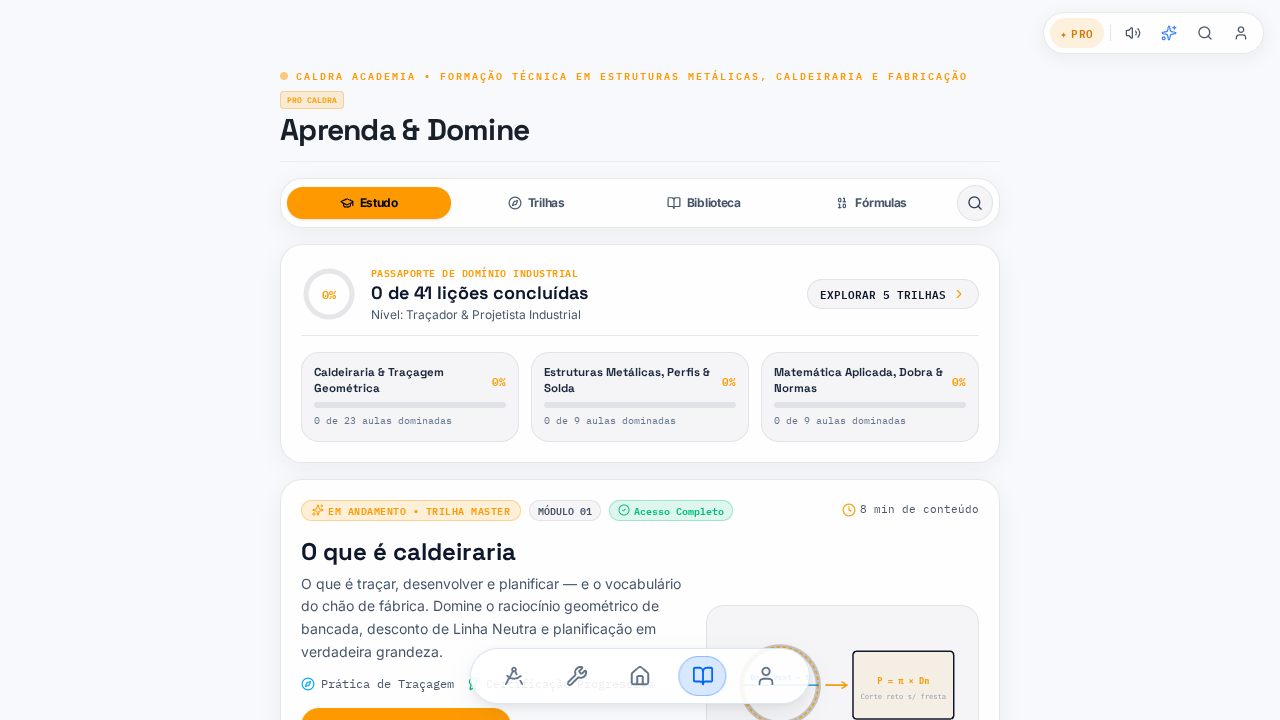 ✦ PRO
CALDRA ACADEMIA • FORMAÇÃO TÉCNICA EM ESTRUTURAS METÁLICAS, CALDEIRARIA E FABRICAÇÃO
PRO CALDRA
Aprenda & Domine
Estudo
Trilhas
Biblioteca
Fórmulas
0%
PASSAPORTE DE DOMÍNIO INDUSTRIAL
0 de 41 lições concluídas
Nível: Traçador & Projetista Industrial
EXPLORAR 5 TRILHAS
Caldeiraria & Traçagem
Geométrica
0%
0 de 23 aulas dominadas
Estruturas Metálicas, Perfis &
Solda
0%
0 de 9 aulas dominadas
Matemática Aplicada, Dobra &
Normas
0%
0 de 9 aulas dominadas
EM ANDAMENTO • TRILHA MASTER
MÓDULO 01
Acesso Completo
8 min de conteúdo
O que é caldeiraria
O que é traçar, desenvolver e planificar — e o vocabulário
do chão de fábrica. Domine o raciocínio geométrico de
bancada, desconto de Linha Neutra e planificação em
verdadeira grandeza.
Prática de Traçagem
Certificação Progressiva
P = π × Dn
Corte reto s/ fresta